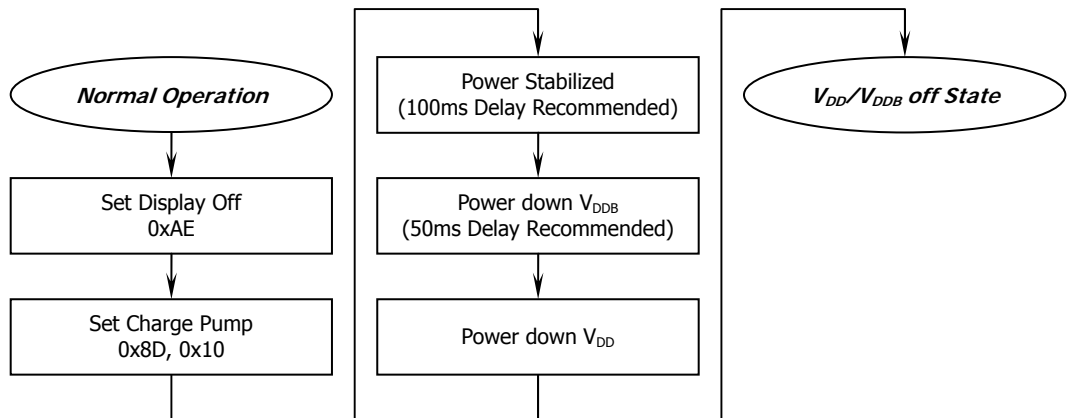 Normal Operation
Set Display Off
0xAE
Set Charge Pump
0x8D, 0x10
Power Stabilized
(100ms Delay Recommended)
Power down VDDB
(50ms Delay Recommended)
Power down VDD
VDD/VDDB off State